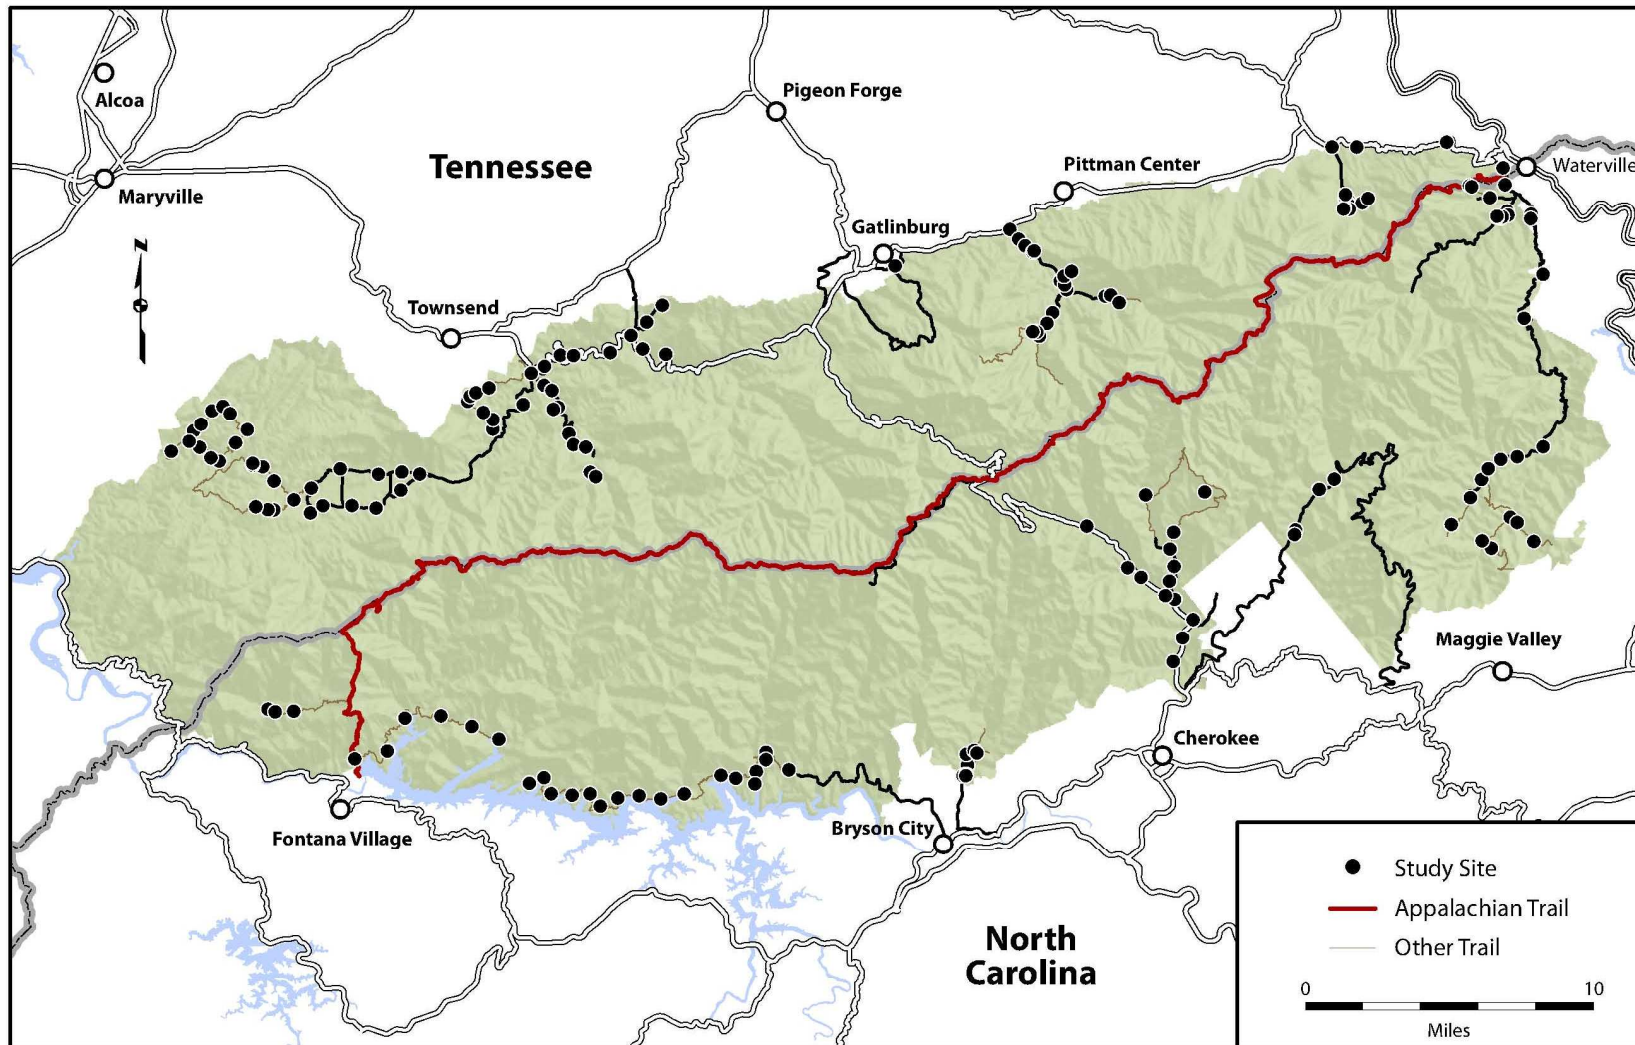 Alcoa
Pigeon Forge
Tennessee
Pittman Center
Waterville
Maryville
Gatlinburg
N
Townsend
Maggie Valley
Cherokee
Fontana Village
Bryson City
North
Carolina
Study Site
Appalachian Trail
Other Trail
0 10
Miles